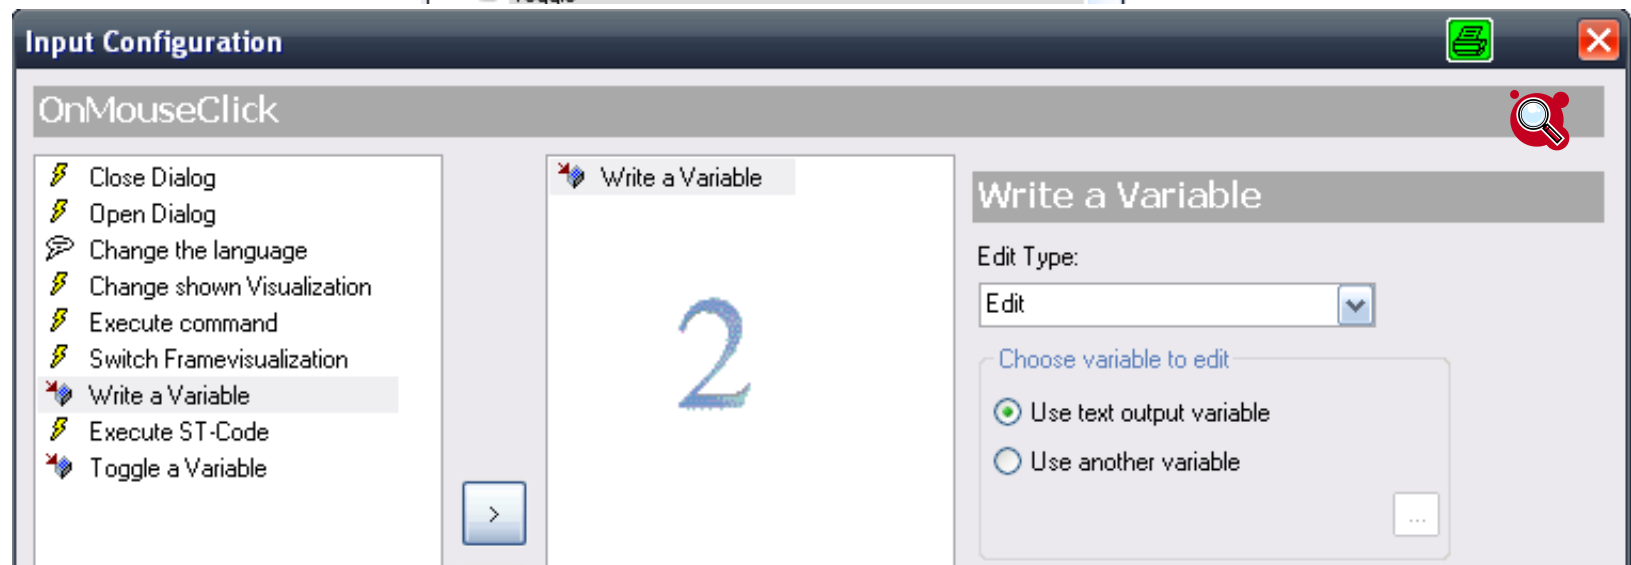 Toggle
Input Configuration
OnMouseClick
Close Dialog
Open Dialog
Change the language
Change shown Visualization
Execute command
Switch Framevisualization
Write a Variable
Execute ST-Code
Toggle a Variable
>
Write a Variable
2
Write a Variable
Edit Type:
Edit
Choose variable to edit
Use text output variable
Use another variable
...